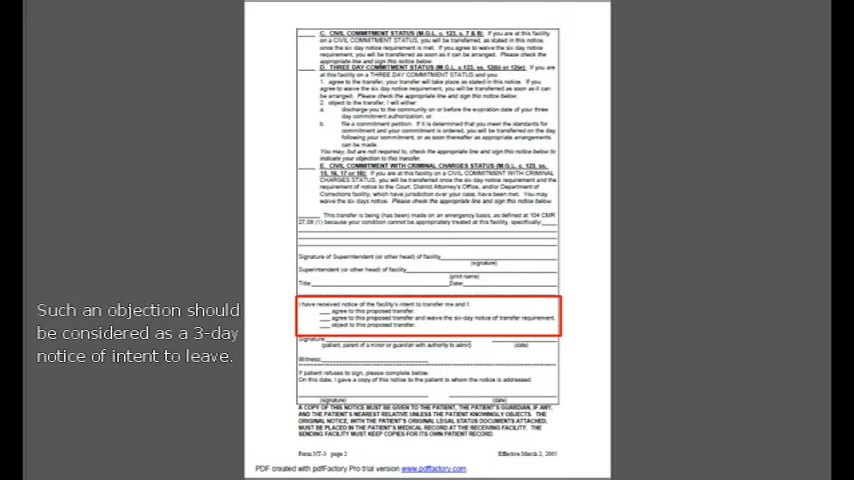 C. CIVIL COMMITMENT STATUS (M.G.L. c. 123, s. 7 & 8): If you are at this facility
on a CIVIL COMMITMENT STATUS, you will be transferred, as stated in this notice,
once the six day notice requirement is met. If you agree to waive the six-day notice
requirement, you will be transferred as soon as it can be arranged. Please check the
appropriate line and sign this notice below.
D. THREE DAY COMMITMENT STATUS (M.G.L. c 123, ss. 12(b) or 12(e): If you are
at this facility on a THREE DAY COMMITMENT STATUS and you
1. agree to the transfer, your transfer will take place as stated in this notice. If you
agree to waive the six-day notice requirement, you will be transferred as soon as it can
be arranged. Please check the appropriate line and sign this notice below.
2. object to the transfer, I will either:
a. discharge you to the community on or before the expiration date of your three
day commitment authorization, or
b. file a commitment petition. If it is determined that you meet the standards for
commitment and your commitment is ordered, you will be transferred on the day
following your commitment, or as soon thereafter as appropriate arrangements
can be made.
You may, but are not required to, check the appropriate line and sign this notice below to
indicate your objection to this transfer.
E. CIVIL COMMITMENT WITH CRIMINAL CHARGES STATUS (M.G.L. c. 123, ss.
15, 16, 17 or 18): If you are at this facility on a CIVIL COMMITMENT WITH CRIMINAL
CHARGES STATUS, you will be transferred once the six day notice requirement and the
requirement of notice to the Court, District Attorney's Office, and/or Department of
Corrections facility, which have jurisdiction over your case, have been met. You may
waive the six days notice. Please check the appropriate line and sign this notice below.
This transfer is being (has been) made on an emergency basis, as defined at 104 CMR
27.08 (1) because your condition cannot be appropriately treated at this facility, specifically:
Signature of Superintendent (or other head) of facility
(signature)
Superintendent (or other head) of facility
(print name)
Title: Date:
I have received notice of the facility's intent to transfer me and I:
agree to this proposed transfer.
agree to this proposed transfer and waive the six-day notice of transfer requirement.
object to this proposed transfer.
Such an objection should
be considered as a 3-day
notice of intent to leave.
Signature:
(patient, parent of a minor or guardian with authority to admit) (date)
Witness:
If patient refuses to sign, please complete below.
On this date, I gave a copy of this notice to the patient to whom the notice is addressed:
(signature) (date)
A COPY OF THIS NOTICE MUST BE GIVEN TO THE PATIENT, THE PATIENT'S GUARDIAN, IF ANY,
AND THE PATIENT'S NEAREST RELATIVE UNLESS THE PATIENT KNOWINGLY OBJECTS. THE
ORIGINAL NOTICE, WITH THE PATIENT'S ORIGINAL LEGAL STATUS DOCUMENTS ATTACHED,
MUST BE PLACED IN THE PATIENT'S MEDICAL RECORD AT THE RECEIVING FACILITY. THE
SENDING FACILITY MUST KEEP COPIES FOR ITS OWN PATIENT RECORD.
Form NT-3 page 2 Effective March 2, 2005
PDF created with pdfFactory Pro trial version www.pdffactory.com